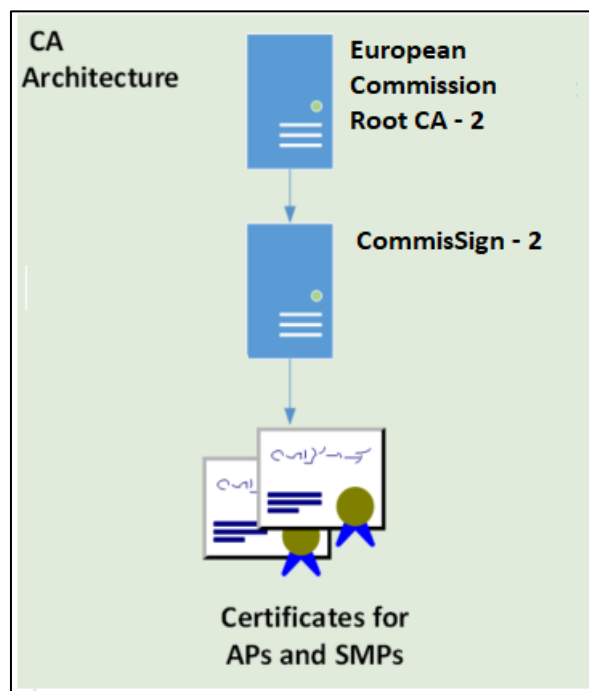 CA
Architecture
European
Commission
Root CA - 2
CommisSign - 2
Certificates for
APs and SMPs